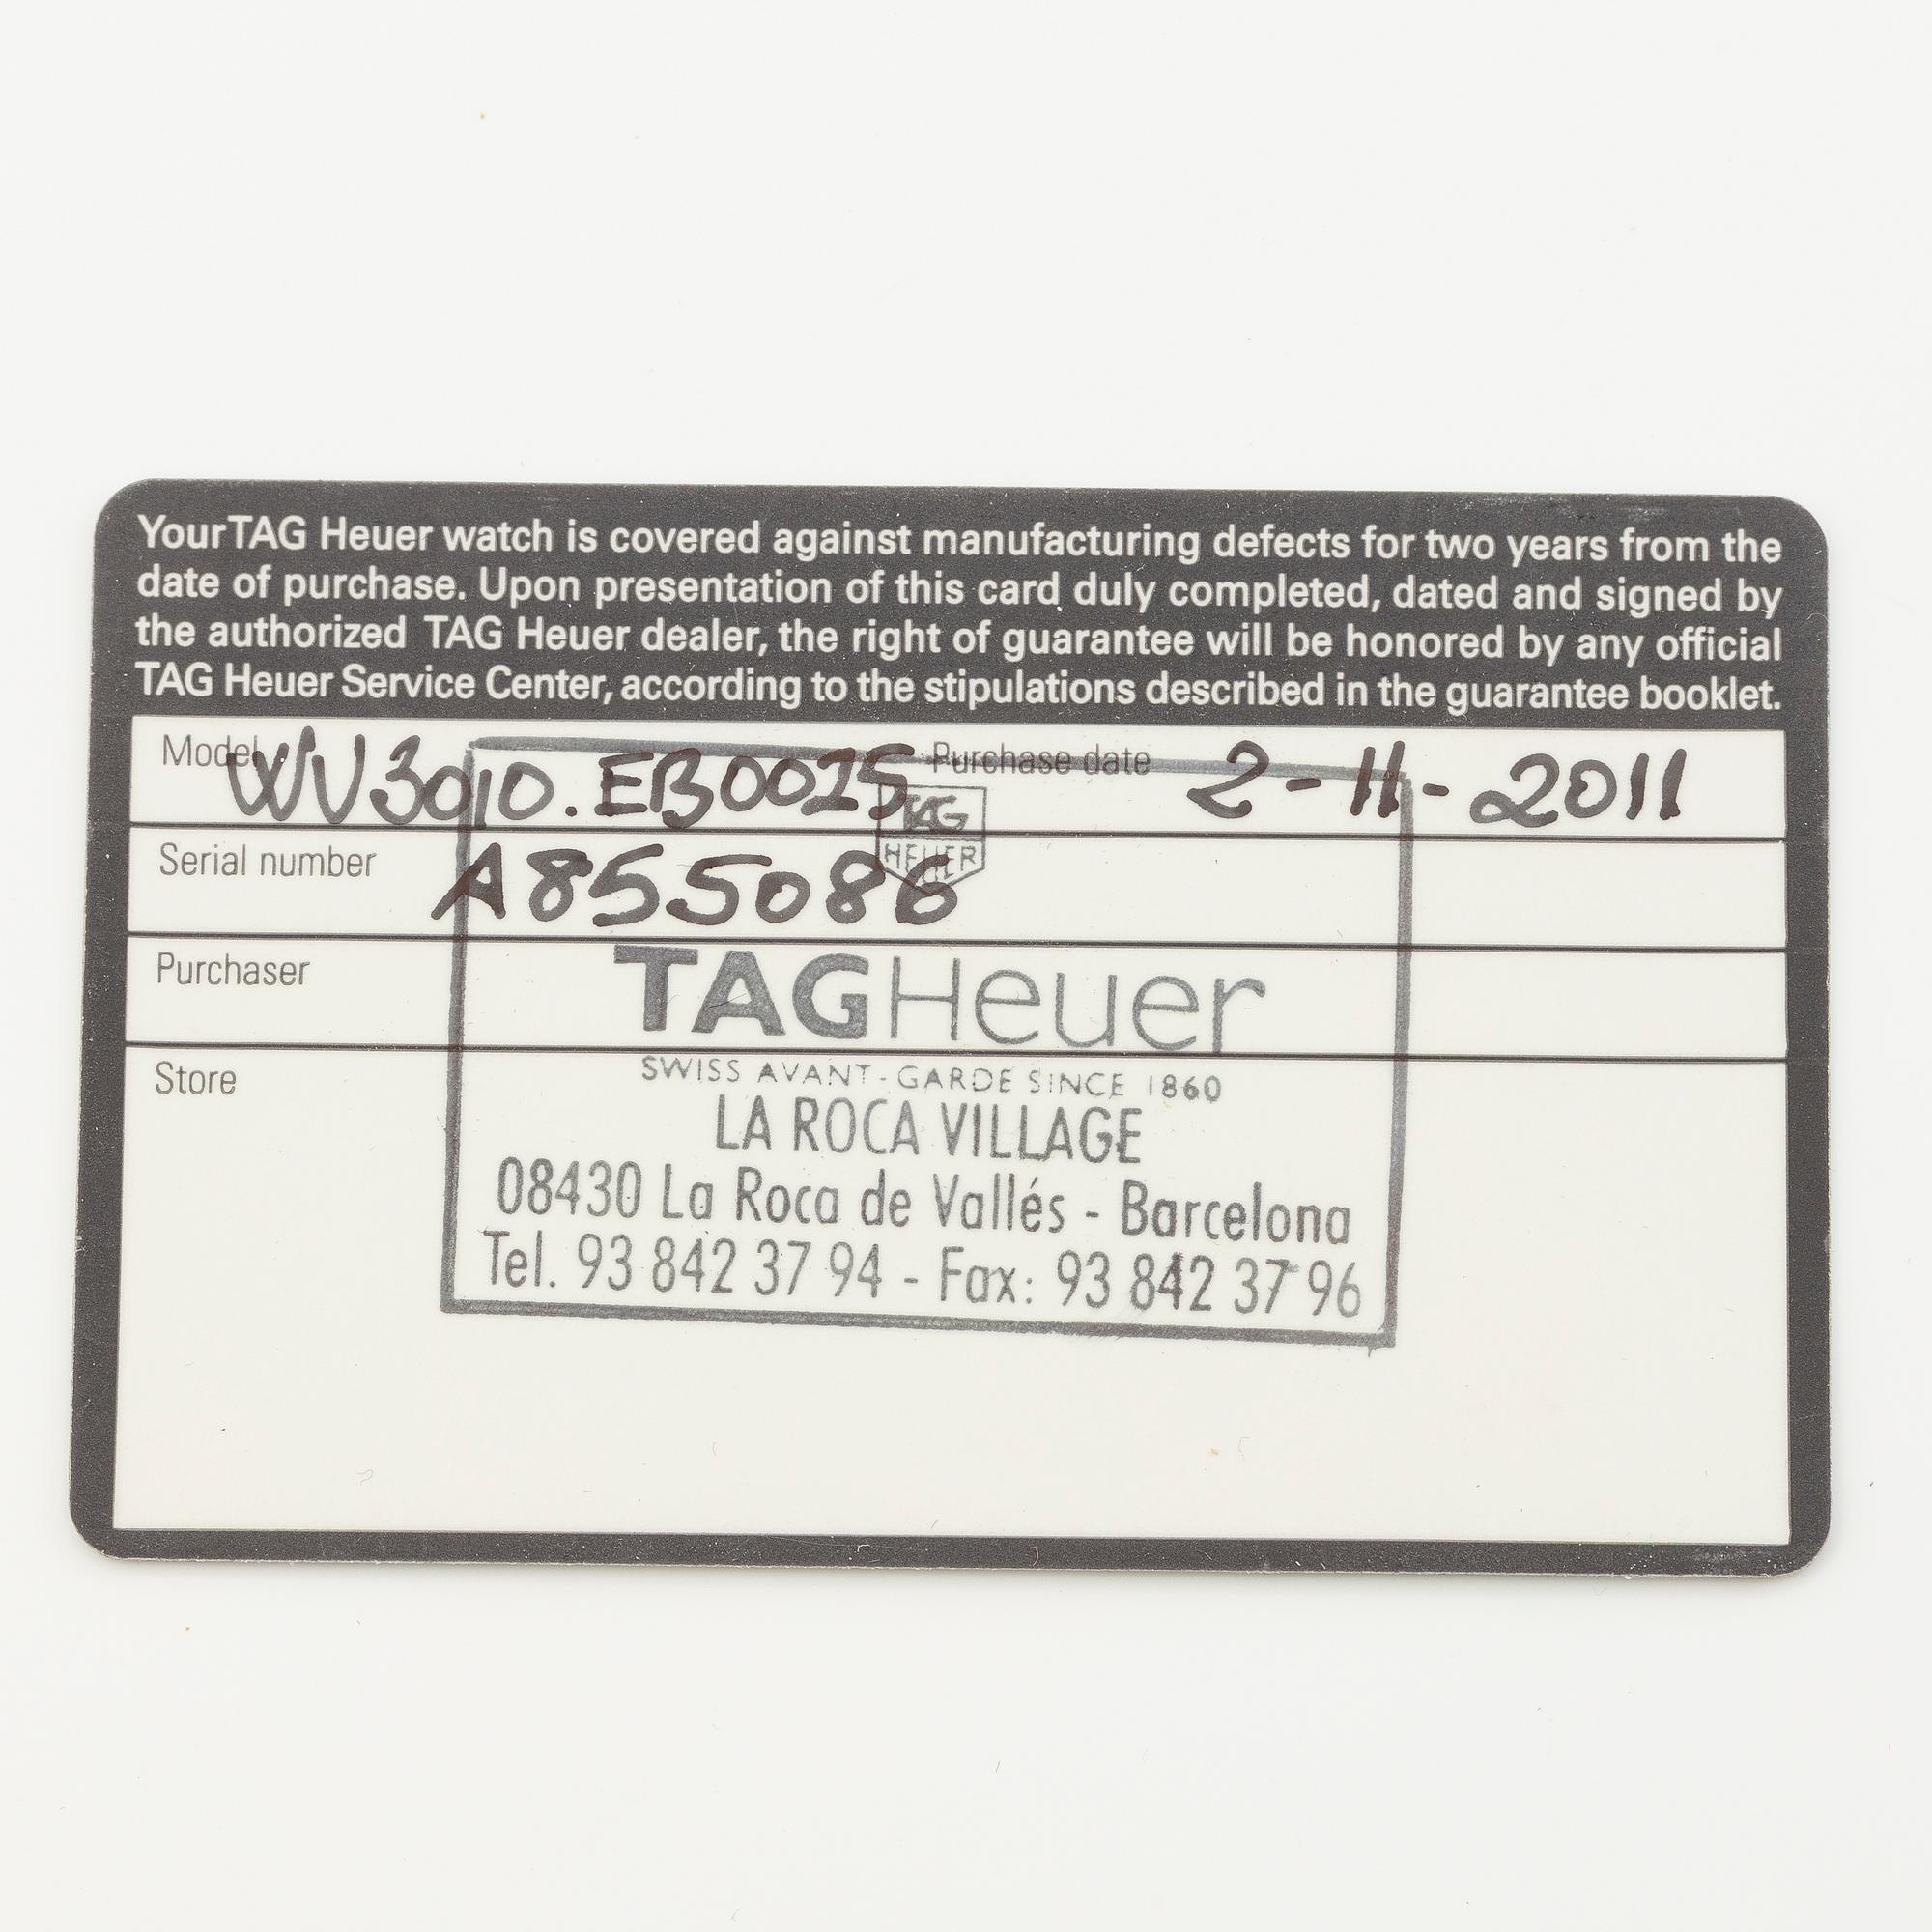 Your TAG Heuer watch is covered against manufacturing defects for two years from the
date of purchase. Upon presentation of this card duly completed, dated and signed by
the authorized TAG Heuer dealer, the right of guarantee will be honored by any official
TAG Heuer Service Center, according to the stipulations described in the guarantee booklet.
Model WV3010.EB0025 Purchase date 2-11-2011
TAG
HEUER
Serial number A855086
Purchaser
TAGHeuer
Store
SWISS AVANT-GARDE SINCE 1860
LA ROCA VILLAGE
08430 La Roca de Vallés - Barcelona
Tel. 93 842 37 94 - Fax: 93 842 37 96